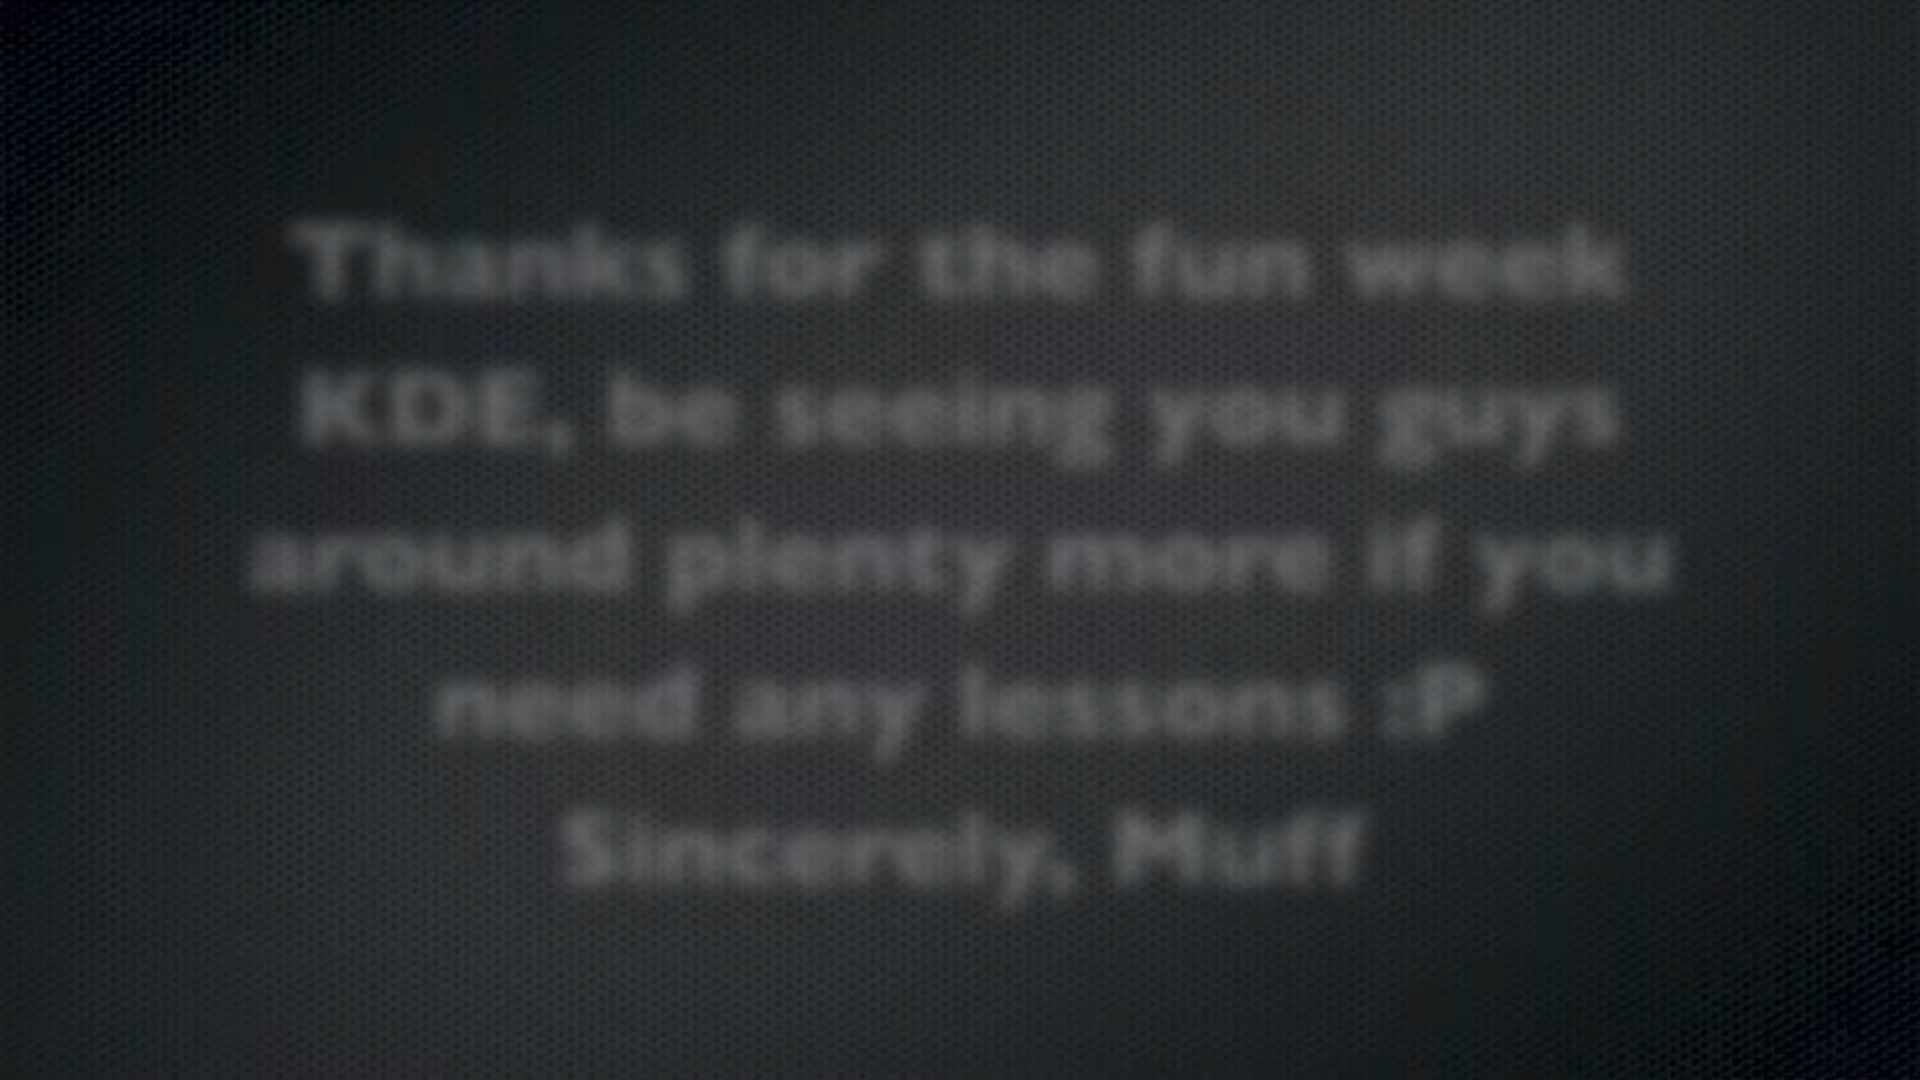 Thanks for the fun week
KDE, be seeing you guys
around plenty more if you
need any lessons :P
Sincerely, Muff